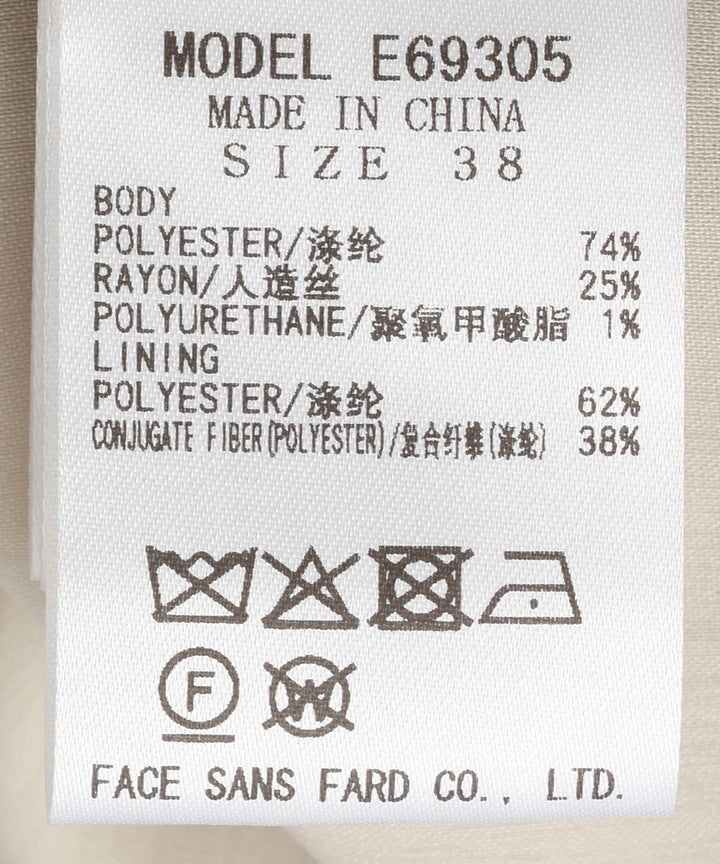 MODEL E69305
MADE IN CHINA
SIZE 38
BODY
POLYESTER/涤纶 74%
RAYON/人造丝 25%
POLYURETHANE/聚氧甲酸脂 1%
LINING
POLYESTER/涤纶 62%
CONJUGATE FIBER(POLYESTER)/复合纤维(涤纶) 38%
F W
FACE SANS FARD CO., LTD.